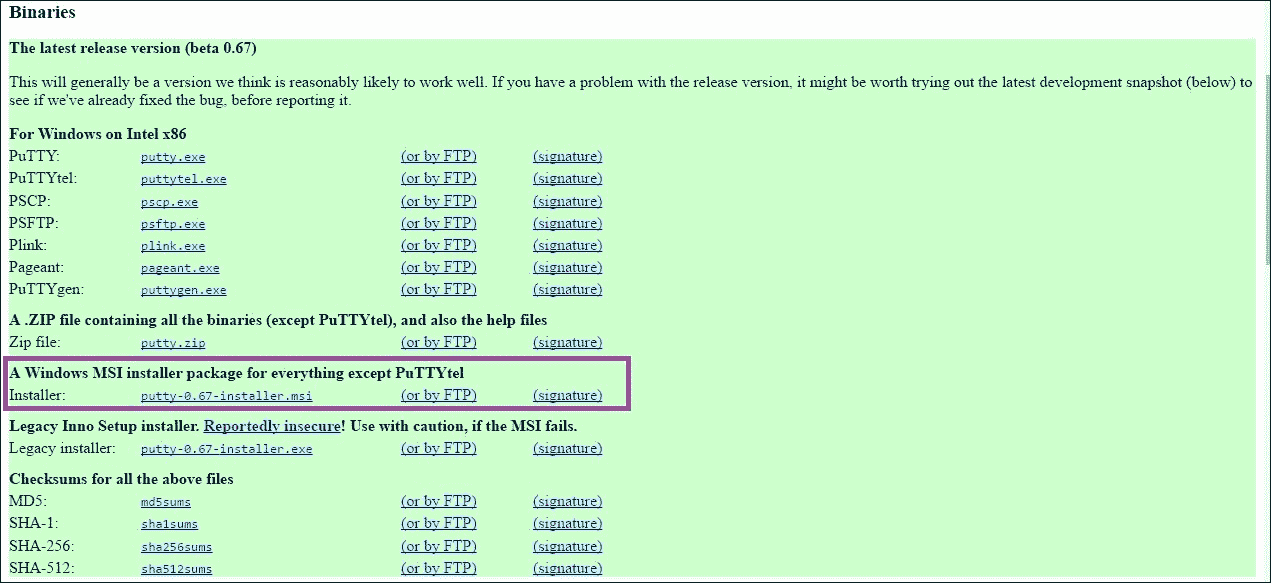 Binaries
The latest release version (beta 0.67)
This will generally be a version we think is reasonably likely to work well. If you have a problem with the release version, it might be worth trying out the latest development snapshot (below) to
see if we've already fixed the bug, before reporting it.
For Windows on Intel x86
PuTTY: putty.exe (or by FTP) (signature)
PuTTYtel: puttytel.exe (or by FTP) (signature)
PSCP: pscp.exe (or by FTP) (signature)
PSFTP: psftp.exe (or by FTP) (signature)
Plink: plink.exe (or by FTP) (signature)
Pageant: pageant.exe (or by FTP) (signature)
PuTTYgen: puttygen.exe (or by FTP) (signature)
A .ZIP file containing all the binaries (except PuTTYtel), and also the help files
Zip file: putty.zip (or by FTP) (signature)
A Windows MSI installer package for everything except PuTTYtel
Installer: putty-0.67-installer.msi (or by FTP) (signature)
Legacy Inno Setup installer. Reportedly insecure! Use with caution, if the MSI fails.
Legacy installer: putty-0.67-installer.exe (or by FTP) (signature)
Checksums for all the above files
MD5: md5sums (or by FTP) (signature)
SHA-1: sha1sums (or by FTP) (signature)
SHA-256: sha256sums (or by FTP) (signature)
SHA-512: sha512sums (or by FTP) (signature)